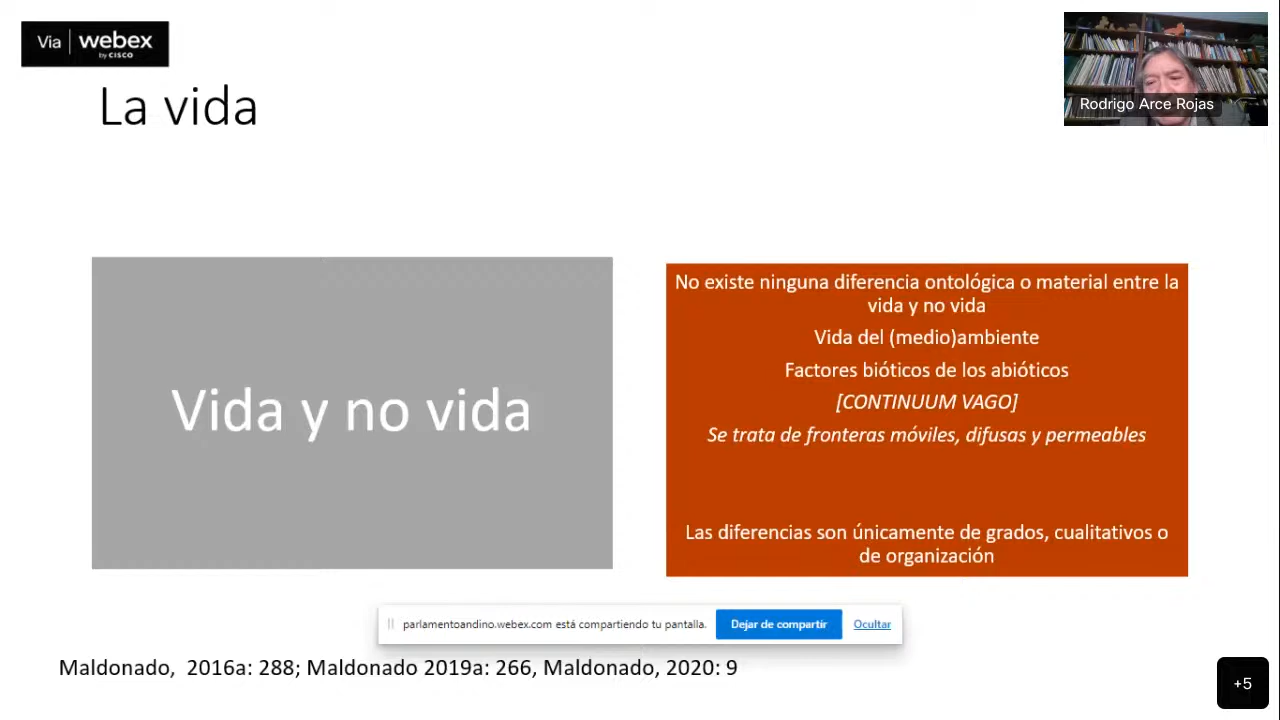 Via webex
by CISCO
Rodrigo Arce Rojas
La vida
Vida y no vida
No existe ninguna diferencia ontológica o material entre la
vida y no vida
Vida del (medio)ambiente
Factores bióticos de los abióticos
[CONTINUUM VAGO]
Se trata de fronteras móviles, difusas y permeables
Las diferencias son únicamente de grados, cualitativos o
de organización
parlamentoandino.webex.com está compartiendo tu pantalla. Dejar de compartir Ocultar
Maldonado, 2016a: 288; Maldonado 2019a: 266, Maldonado, 2020: 9
+5